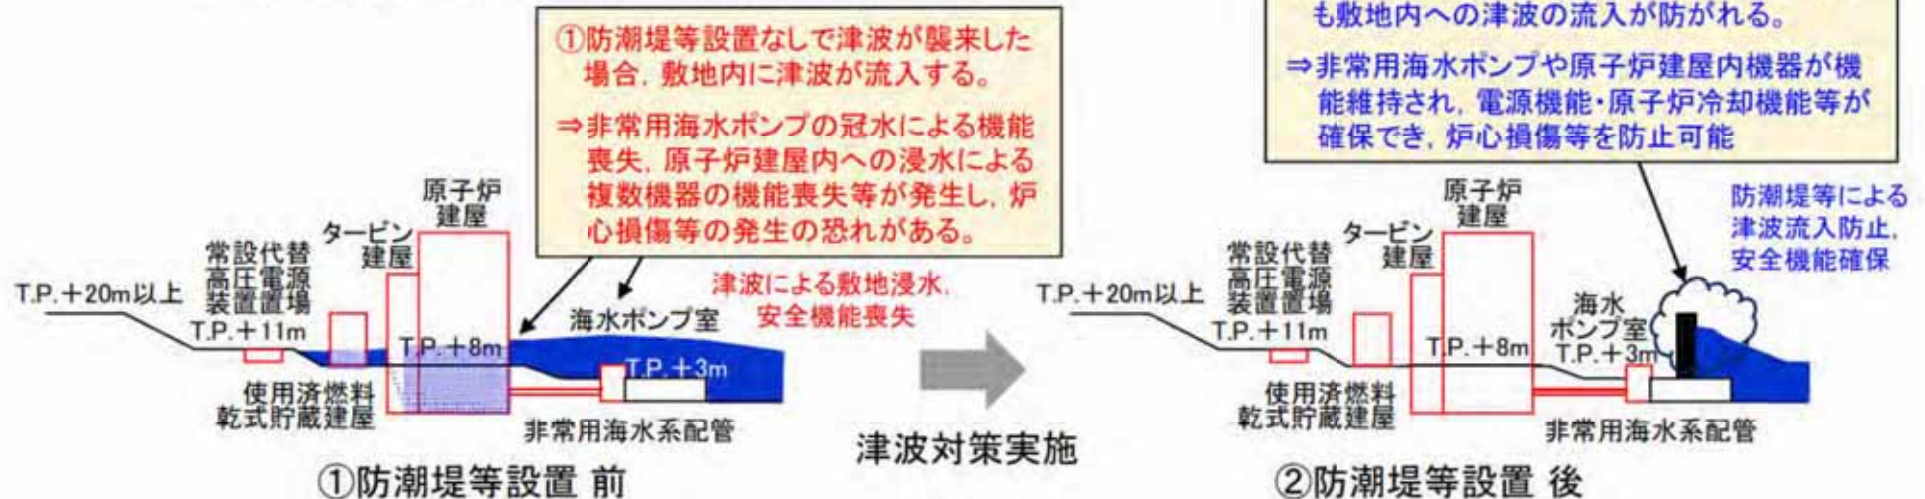 ①防潮堤等設置なしで津波が襲来した
場合，敷地内に津波が流入する。
⇒非常用海水ポンプの冠水による機能
喪失，原子炉建屋内への浸水による
複数機器の機能喪失等が発生し，炉
心損傷等の発生の恐れがある。
原子炉
建屋
タービン
建屋
常設代替
高圧電源
装置置場
T.P.＋20m以上
T.P.＋11m
津波による敷地浸水，
安全機能喪失
海水ポンプ室
T.P.＋8m
T.P.＋3m
使用済燃料
乾式貯蔵建屋
非常用海水系配管
①防潮堤等設置 前
津波対策実施
も敷地内への津波の流入が防がれる。
⇒非常用海水ポンプや原子炉建屋内機器が機
能維持され，電源機能・原子炉冷却機能等が
確保でき，炉心損傷等を防止可能
原子炉
建屋
防潮堤等による
津波流入防止，
安全機能確保
タービン
建屋
常設代替
高圧電源
装置置場
T.P.＋20m以上
T.P.＋11m
海水
ポンプ室
T.P.＋8m
T.P.＋3m
使用済燃料
乾式貯蔵建屋
非常用海水系配管
②防潮堤等設置 後